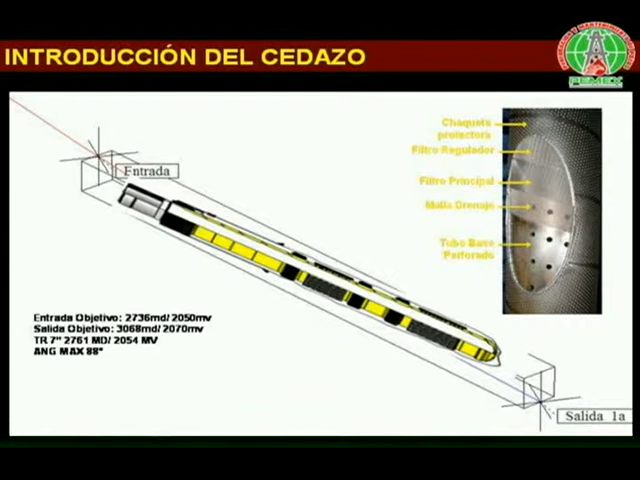 INTRODUCCIÓN DEL CEDAZO
PEMEX
Chaqueta
protectora
Filtro Regulador
Filtro Principal
Malla Drenaje
Tubo Base
Perforado
Entrada
Entrada Objetivo: 2736md/ 2050mv
Salida Objetivo: 3068md/ 2070mv
TR 7" 2761 MD/ 2054 MV
ANG MAX 88°
Salida 1a